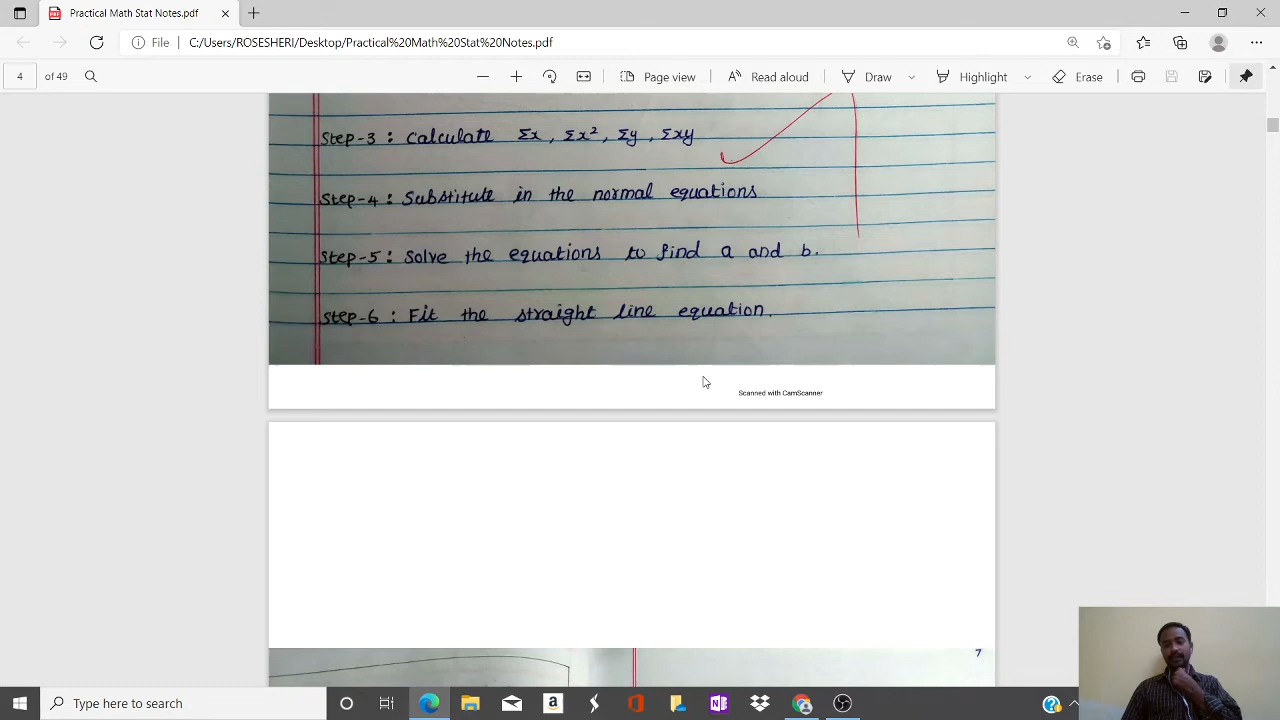 Practical Math Stat Notes.pdf
File C:/Users/ROSESHERI/Desktop/Practical%20Math%20Stat%20Notes.pdf
4 of 49 Page view Read aloud Draw Highlight Erase
Step-3 : Calculate Σx , Σx², Σy , Σxy
Step-4 : Substitute in the normal equations
Step-5 : Solve the equations to find a and b.
Step-6 : Fit the straight line equation.
Scanned with CamScanner
7
Type here to search